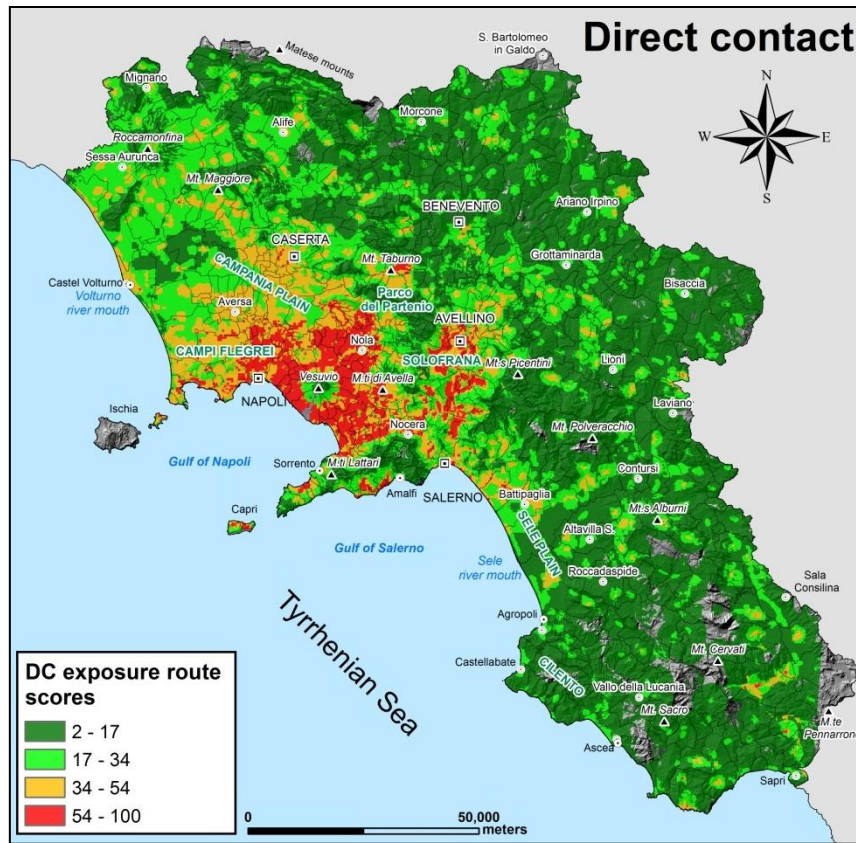 Direct contact
S. Bartolomeo
in Galdo
Matese mounts
Mignano
N
W
E
S
Morcone
Alife
Roccamonfina
Sessa Aurunca
Mt. Maggiore
BENEVENTO
Ariano Irpino
CASERTA
Mt. Taburno
Grottaminarda
CAMPANIA PLAIN
Castel Volturno
Volturno
river mouth
Bisaccia
Parco
del Partenio
Aversa
AVELLINO
CAMPI FLEGREI
Nola
SOLOFRANA
Mt.s Picentini
Lioni
Vesuvio
M.ti di Avella
NAPOLI
Ischia
Laviano
Nocera
Mt. Polveracchio
Gulf of Napoli
Sorrento
M.ti Lattari
Contursi
Amalfi
SALERNO
Battipaglia
Capri
Mt.s Alburni
SELE PLAIN
Altavilla S.
Gulf of Salerno
Sele
river mouth
Roccadaspide
Sala
Consilina
Agropoli
Tyrrhenian Sea
Mt. Cervati
Castellabate
CILENTO
Vallo della Lucania
Mt. Sacro
M.te
Pennarrone
Ascea
Sapri
DC exposure route
scores
2 - 17
17 - 34
34 - 54
54 - 100
0
50,000
meters